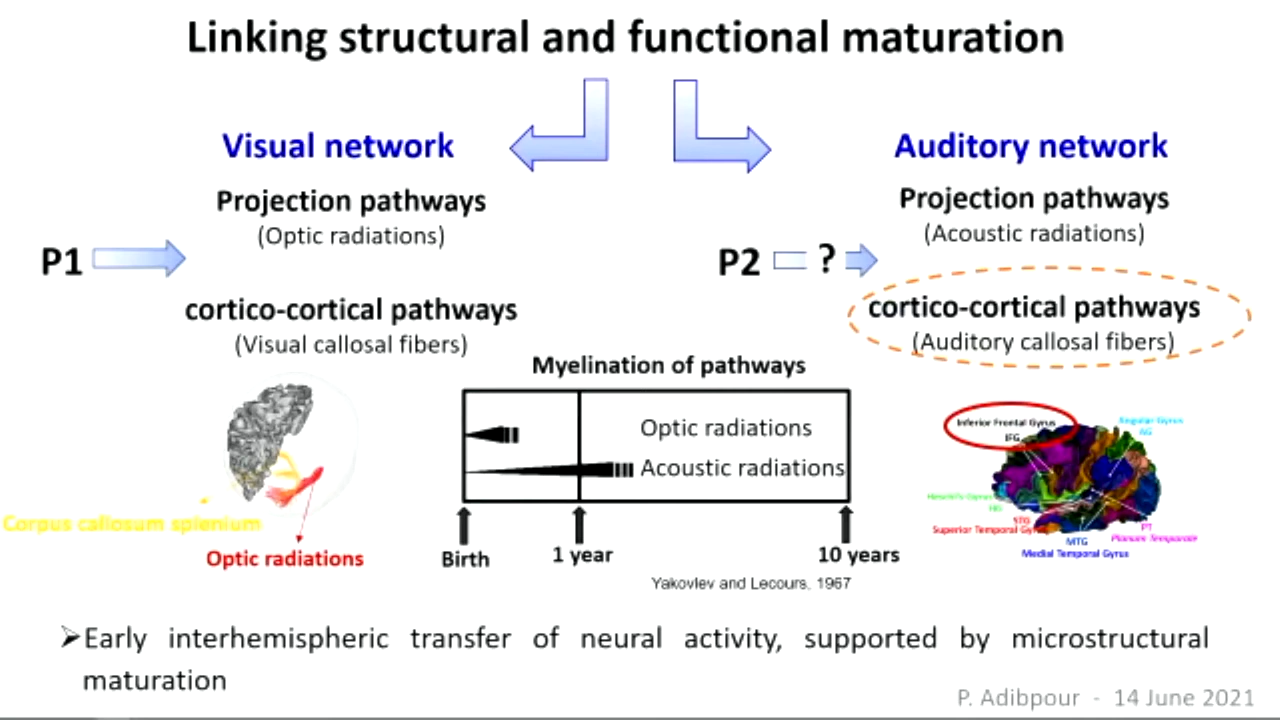 Linking structural and functional maturation
Visual network
Projection pathways
(Optic radiations)
P1
cortico-cortical pathways
(Visual callosal fibers)
Corpus callosum splenium
Optic radiations
Auditory network
Projection pathways
(Acoustic radiations)
P2 ?
cortico-cortical pathways
(Auditory callosal fibers)
Myelination of pathways
Optic radiations
Acoustic radiations
Birth
1 year
10 years
Yakovlev and Lecours. 1967
Inferior Frontal Gyrus
IFG
Angular Gyrus
AG
Heschl's Gyrus
HG
STG
Superior Temporal Gyrus
MTG
Medial Temporal Gyrus
PT
Planum Temporale
➢Early interhemispheric transfer of neural activity, supported by microstructural
maturation
P. Adibpour - 14 June 2021